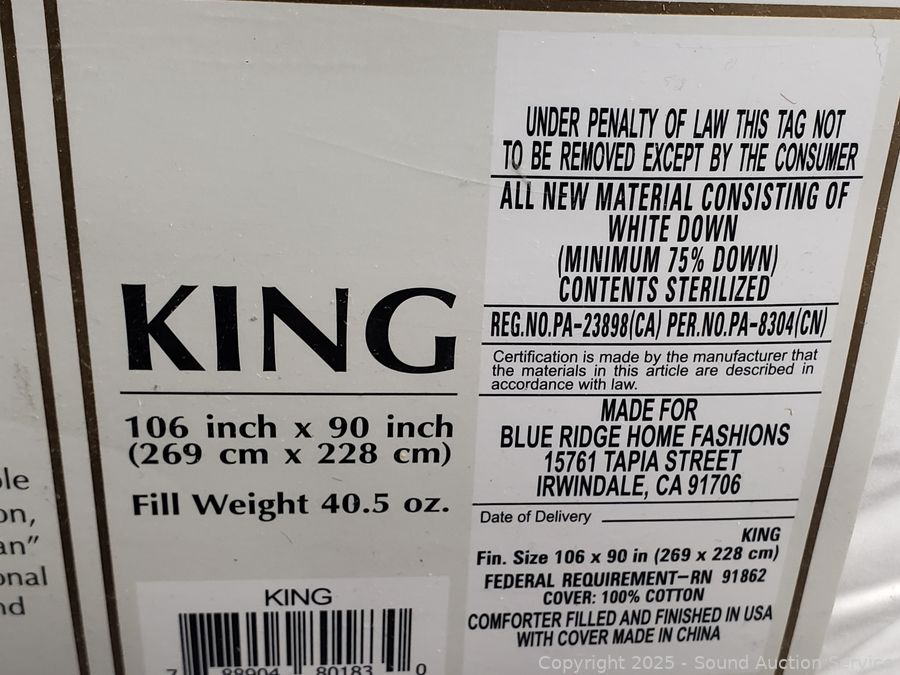 KING
106 inch x 90 inch
(269 cm x 228 cm)
Fill Weight 40.5 oz.
KING
7 88904 80183 0
UNDER PENALTY OF LAW THIS TAG NOT
TO BE REMOVED EXCEPT BY THE CONSUMER
ALL NEW MATERIAL CONSISTING OF
WHITE DOWN
(MINIMUM 75% DOWN)
CONTENTS STERILIZED
REG.NO.PA-23898(CA) PER.NO.PA-8304(CN)
Certification is made by the manufacturer that
the materials in this article are described in
accordance with law.
MADE FOR
BLUE RIDGE HOME FASHIONS
15761 TAPIA STREET
IRWINDALE, CA 91706
Date of Delivery
KING
Fin. Size 106 x 90 in (269 x 228 cm)
FEDERAL REQUIREMENT-RN 91862
COVER: 100% COTTON
COMFORTER FILLED AND FINISHED IN USA
WITH COVER MADE IN CHINA
Copyright 2025 - Sound Auction Service